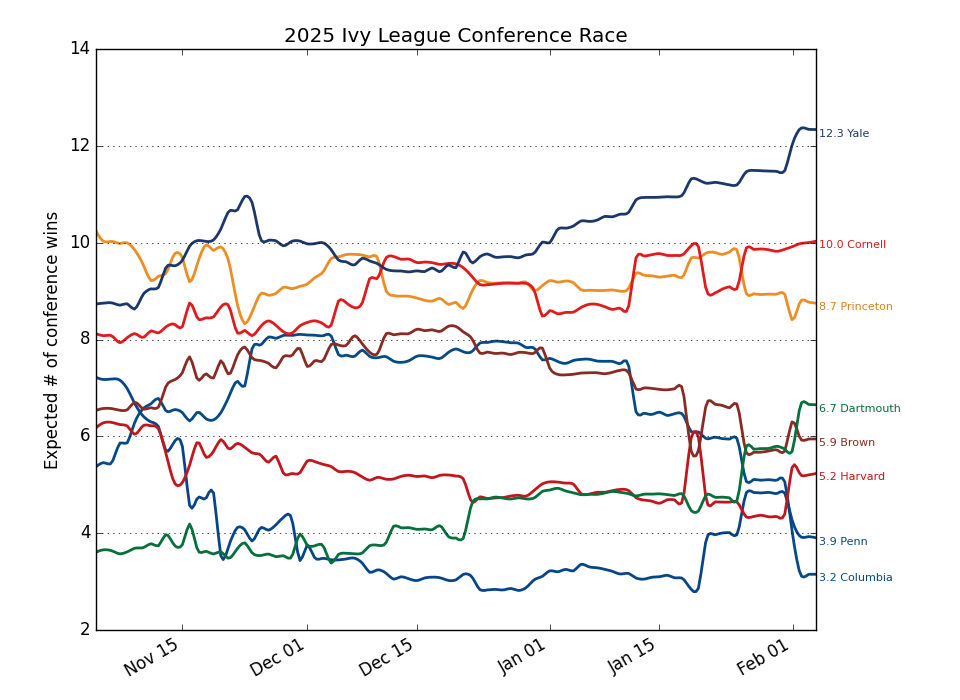 2025 Ivy League Conference Race
Expected # of conference wins
14
12
10
8
6
4
2
12.3 Yale
10.0 Cornell
8.7 Princeton
6.7 Dartmouth
5.9 Brown
5.2 Harvard
3.9 Penn
3.2 Columbia
Nov 15
Dec 01
Dec 15
Jan 01
Jan 15
Feb 01